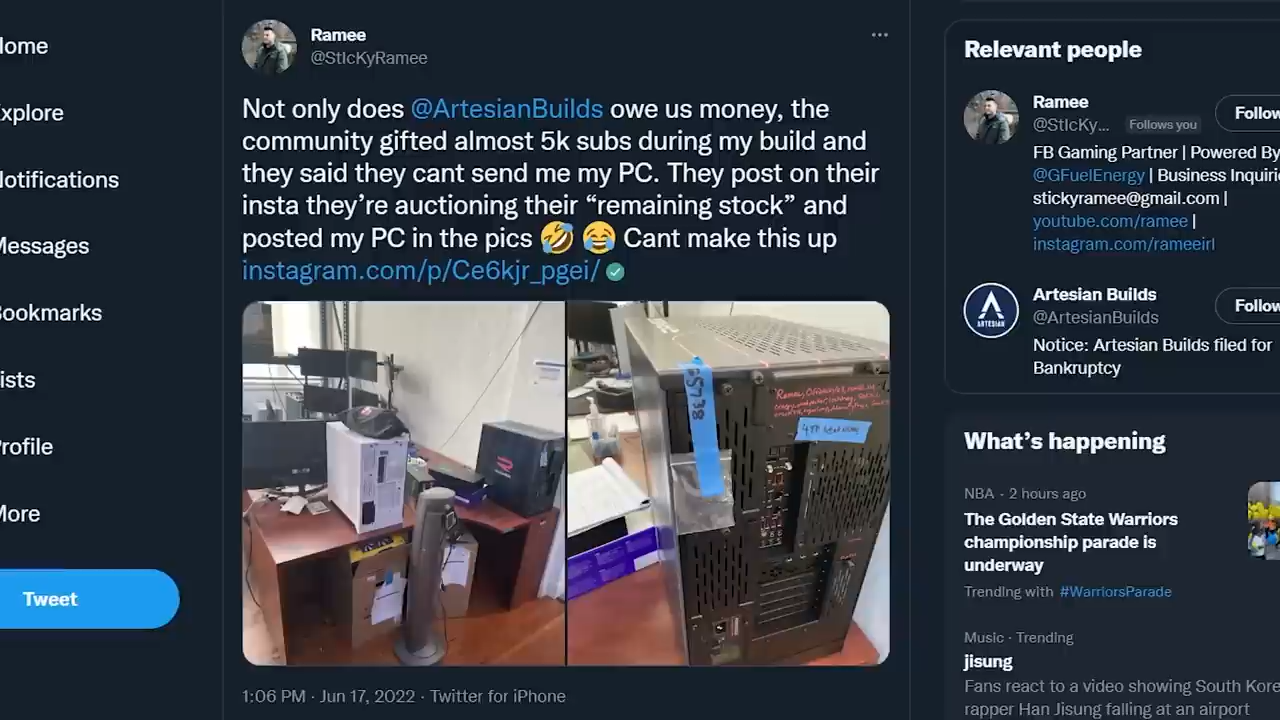 Home
Explore
Notifications
Messages
Bookmarks
Lists
Profile
More
Tweet
Ramee
@StIcKyRamee
Not only does @ArtesianBuilds owe us money, the
community gifted almost 5k subs during my build and
they said they cant send me my PC. They post on their
insta they’re auctioning their “remaining stock” and
posted my PC in the pics 🤣 😂 Cant make this up
instagram.com/p/Ce6kjr_pgei/
1:06 PM · Jun 17, 2022 · Twitter for iPhone
Relevant people
Ramee
@StIcKy... Follows you
Follow
FB Gaming Partner | Powered By
@GFuelEnergy | Business Inquirie
stickyramee@gmail.com |
youtube.com/ramee |
instagram.com/rameeirl
ARTESIAN
Artesian Builds
@ArtesianBuilds
Follow
Notice: Artesian Builds filed for
Bankruptcy
What’s happening
NBA · 2 hours ago
The Golden State Warriors
championship parade is
underway
Trending with #WarriorsParade
Music · Trending
jisung
Fans react to a video showing South Kore
rapper Han Jisung falling at an airport